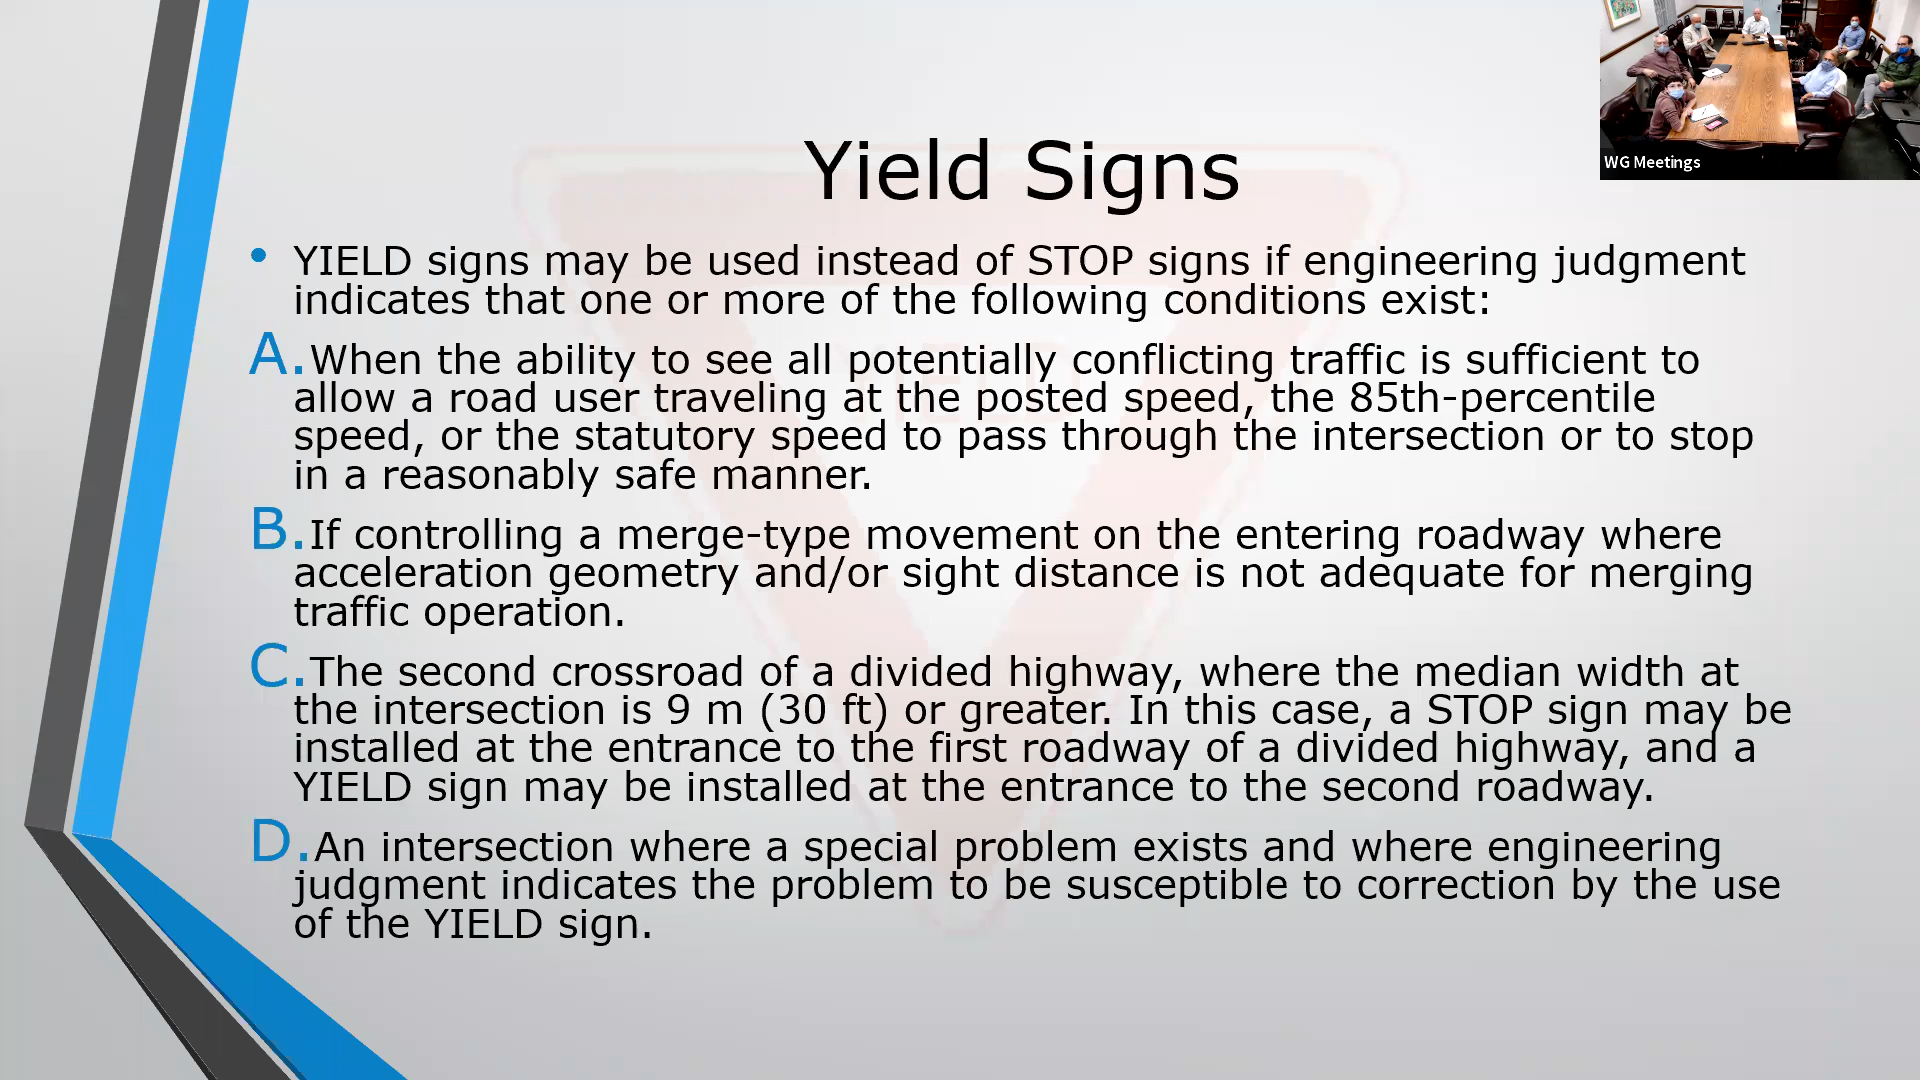 Yield Signs
WG Meetings
• YIELD signs may be used instead of STOP signs if engineering judgment
indicates that one or more of the following conditions exist:
A.When the ability to see all potentially conflicting traffic is sufficient to
allow a road user traveling at the posted speed, the 85th-percentile
speed, or the statutory speed to pass through the intersection or to stop
in a reasonably safe manner.
B.If controlling a merge-type movement on the entering roadway where
acceleration geometry and/or sight distance is not adequate for merging
traffic operation.
C.The second crossroad of a divided highway, where the median width at
the intersection is 9 m (30 ft) or greater. In this case, a STOP sign may be
installed at the entrance to the first roadway of a divided highway, and a
YIELD sign may be installed at the entrance to the second roadway.
D.An intersection where a special problem exists and where engineering
judgment indicates the problem to be susceptible to correction by the use
of the YIELD sign.